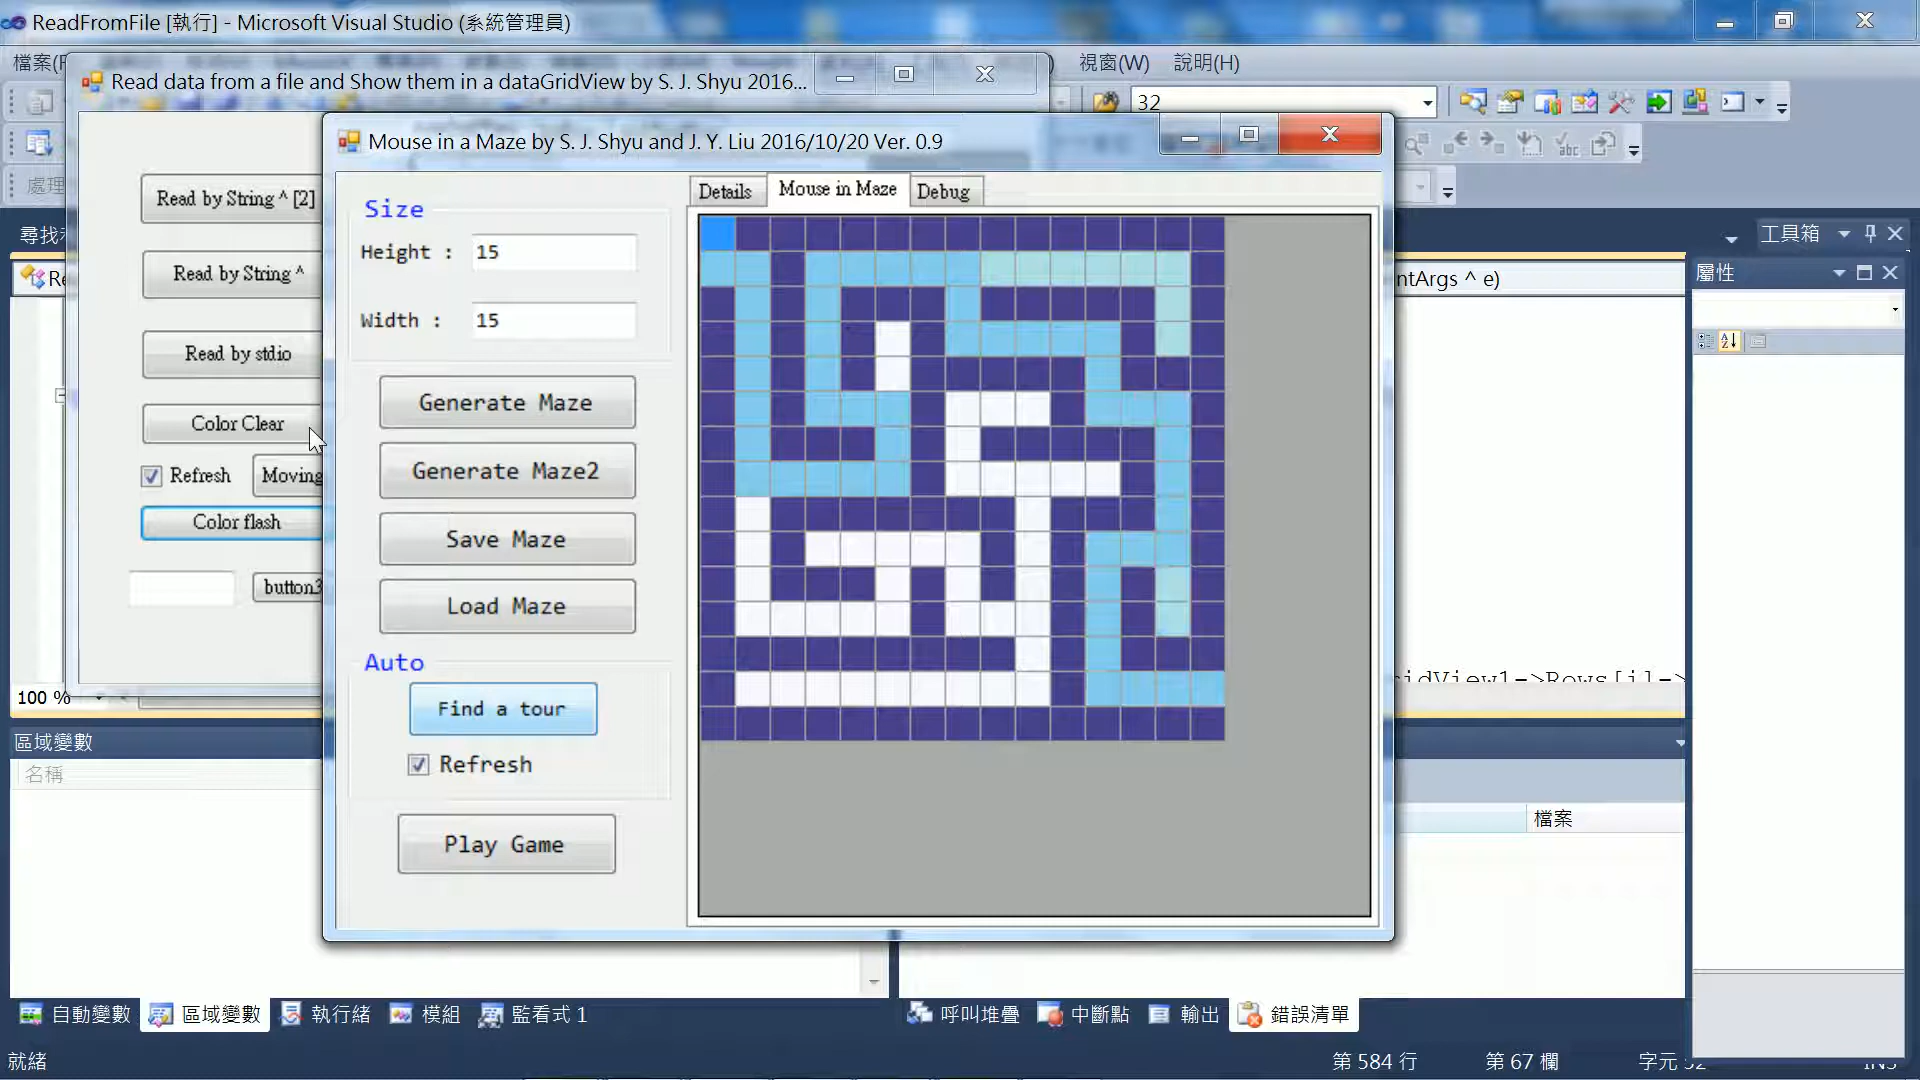 ReadFromFile [執行] - Microsoft Visual Studio (系統管理員)
檔案(F
視窗(W) 說明(H)
Read data from a file and Show them in a dataGridView by S. J. Shyu 2016...
32
Mouse in a Maze by S. J. Shyu and J. Y. Liu 2016/10/20 Ver. 0.9
處理
尋找
工具箱
屬性
Re
ntArgs ^ e)
Read by String ^ [2]
Read by String ^
Read by stdio
Color Clear
Refresh
Moving
Color flash
button3
Size
Height : 15
Width : 15
Generate Maze
Generate Maze2
Save Maze
Load Maze
Auto
Find a tour
Refresh
Play Game
Details
Mouse in Maze
Debug
ridView1->Rows[i]->
100 %
區域變數
名稱
檔案
自動變數 區域變數 執行緒 模組 監看式 1
呼叫堆疊 中斷點 輸出 錯誤清單
就緒
第 584 行 第 67 欄 字元 52 INS